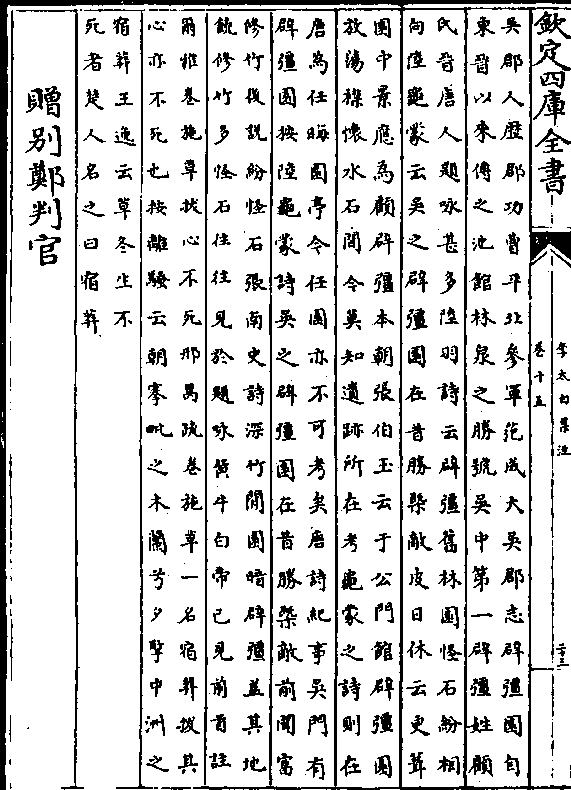 欽定四庫全書
李太白集注
卷十五
二十三
吳郡人歴郡功曹平北參軍范成大吳郡志辟疆園自
東晉以來傳之池館林泉之勝號吳中第一辟疆姓顧
氏晉唐人題咏甚多陸羽詩云辟疆舊林園怪石紛相
向陸龜蒙云吳之辟疆園在昔勝槩敵皮日休云更葺
園中景應為顧辟疆本朝張伯玉云于公門館辟疆園
放蕩襟懷水石間今莫知遺跡所在考龜蒙之詩則在
唐為任晦園亭今任園亦不可考矣唐詩紀事吳門有
辟疆園按陸龜蒙詩吳之辟疆園在昔勝槩敵前聞富
修竹後說紛怪石張南史詩深竹閒園暗辟疆葢其地
饒修竹多怪石往往見於題咏黄牛白帝已見前首註
爾雅卷施草拔心不死邢昺疏卷施草一名宿莽拔其
心亦不死也按離騷云朝搴毗之木蘭兮夕擥中洲之
宿莽王逸云草冬生不
死者楚人名之曰宿莽
贈別鄭判官